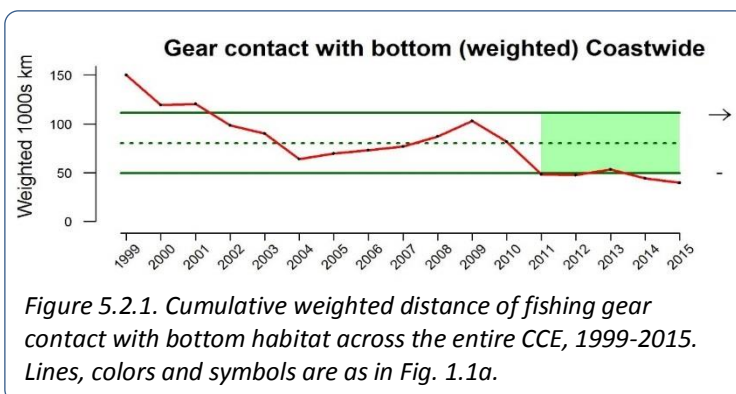 Gear contact with bottom (weighted) Coastwide
Weighted 1000s km
150
100
50
0
→
-
1999 2000 2001 2002 2003 2004 2005 2006 2007 2008 2009 2010 2011 2012 2013 2014 2015
Figure 5.2.1. Cumulative weighted distance of fishing gear
contact with bottom habitat across the entire CCE, 1999-2015.
Lines, colors and symbols are as in Fig. 1.1a.